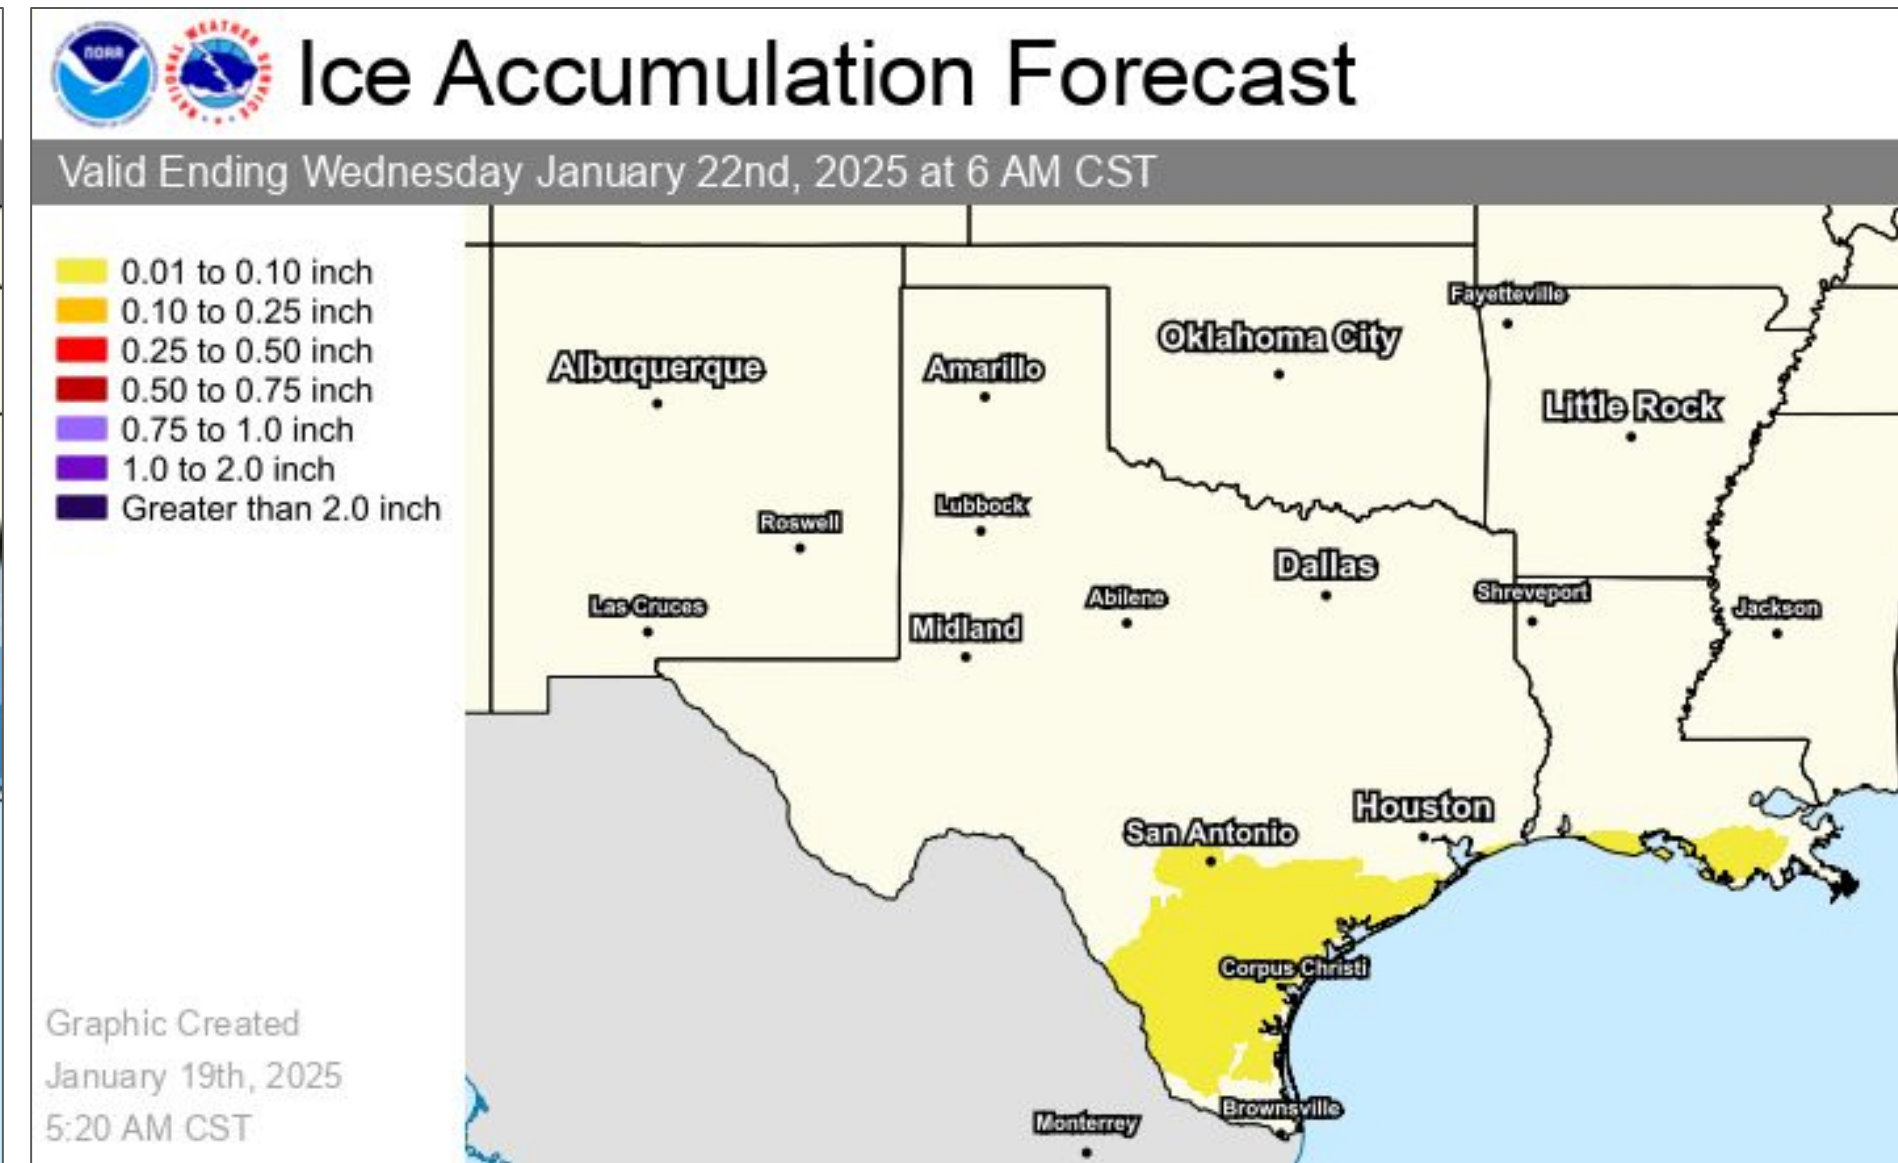 NOAA
NATIONAL WEATHER SERVICE
Ice Accumulation Forecast
Valid Ending Wednesday January 22nd, 2025 at 6 AM CST
0.01 to 0.10 inch
0.10 to 0.25 inch
0.25 to 0.50 inch
0.50 to 0.75 inch
0.75 to 1.0 inch
1.0 to 2.0 inch
Greater than 2.0 inch
Fayetteville
Oklahoma City
Albuquerque
Amarillo
Little Rock
Lubbock
Roswell
Dallas
Shreveport
Abilene
Las Cruces
Jackson
Midland
Houston
San Antonio
Corpus Christi
Brownsville
Monterrey
Graphic Created
January 19th, 2025
5:20 AM CST